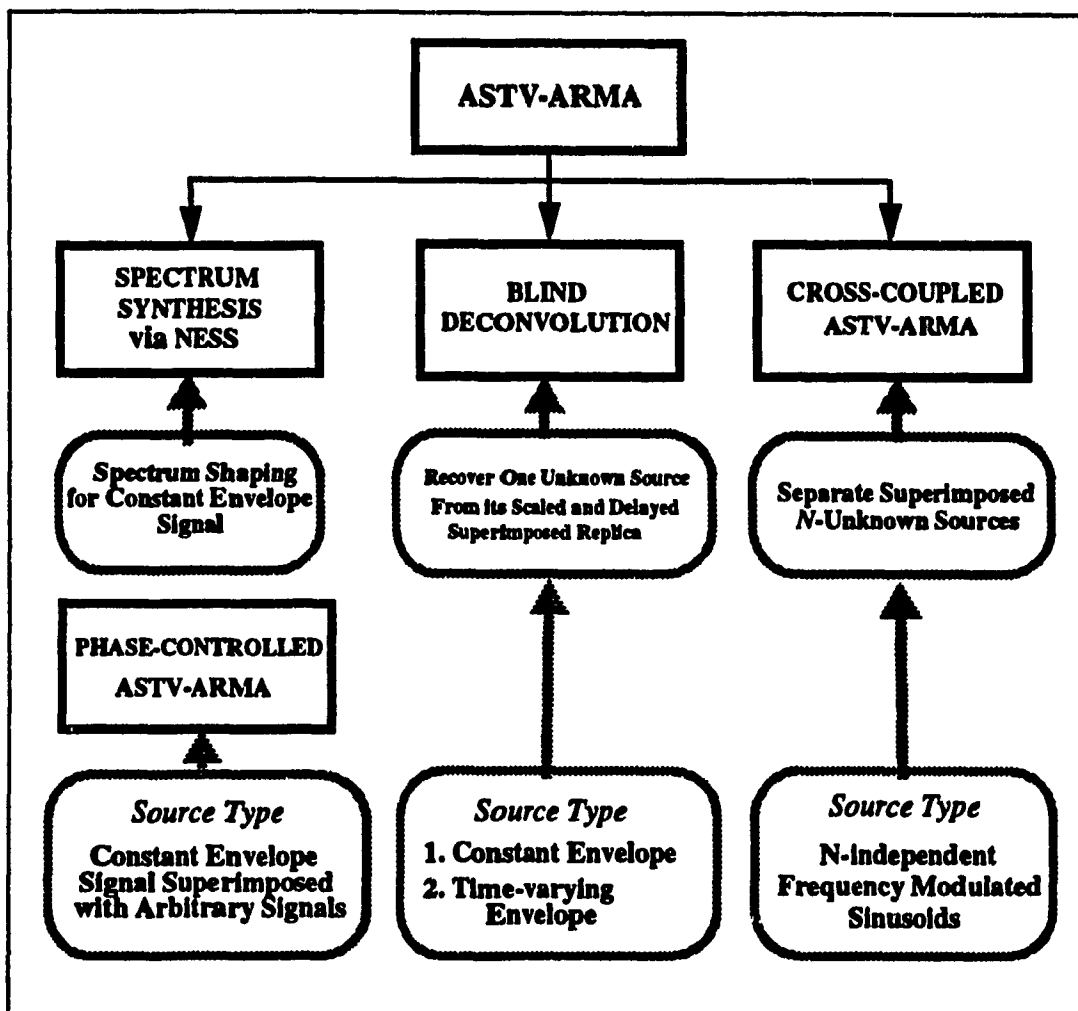 ASTV-ARMA
SPECTRUM
SYNTHESIS
via NESS
BLIND
DECONVOLUTION
CROSS-COUPLED
ASTV-ARMA
Spectrum Shaping
for Constant Envelope
Signal
Recover One Unknown Source
From its Scaled and Delayed
Superimposed Replica
Separate Superimposed
N-Unknown Sources
PHASE-CONTROLLED
ASTV-ARMA
Source Type
Constant Envelope
Signal Superimposed
with Arbitrary Signals
Source Type
1. Constant Envelope
2. Time-varying
Envelope
Source Type
N-independent
Frequency Modulated
Sinusoids